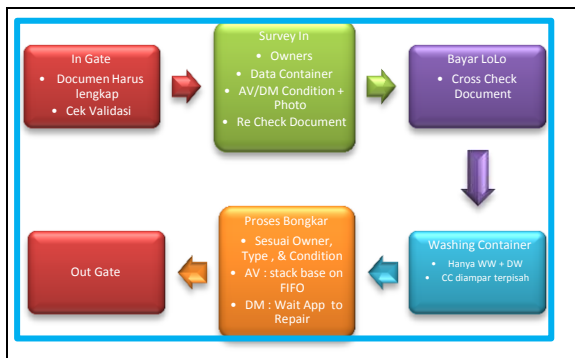 In Gate
• Documen Harus
lengkap
• Cek Validasi
Survey In
• Owners
• Data Container
• AV/DM Condition +
Photo
• Re Check Document
Bayar LoLo
• Cross Check
Document
Washing Container
• Hanya WW + DW
• CC diampar terpisah
Proses Bongkar
• Sesuai Owner,
Type , & Condition
• AV : stack base on
FIFO
• DM : Wait App to
Repair
Out Gate